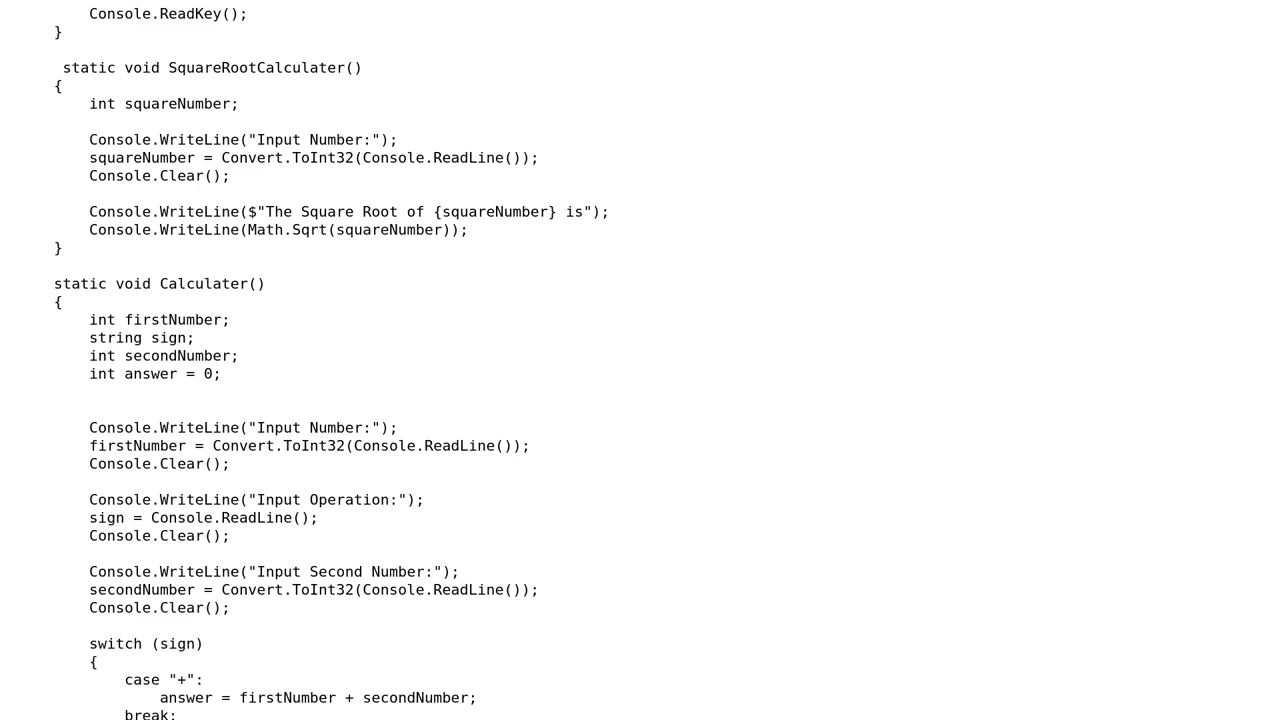 Console.ReadKey();
}
static void SquareRootCalculater()
{
int squareNumber;
Console.WriteLine("Input Number:");
squareNumber = Convert.ToInt32(Console.ReadLine());
Console.Clear();
Console.WriteLine($"The Square Root of {squareNumber} is");
Console.WriteLine(Math.Sqrt(squareNumber));
}
static void Calculater()
{
int firstNumber;
string sign;
int secondNumber;
int answer = 0;
Console.WriteLine("Input Number:");
firstNumber = Convert.ToInt32(Console.ReadLine());
Console.Clear();
Console.WriteLine("Input Operation:");
sign = Console.ReadLine();
Console.Clear();
Console.WriteLine("Input Second Number:");
secondNumber = Convert.ToInt32(Console.ReadLine());
Console.Clear();
switch (sign)
{
case "+":
answer = firstNumber + secondNumber;
break;